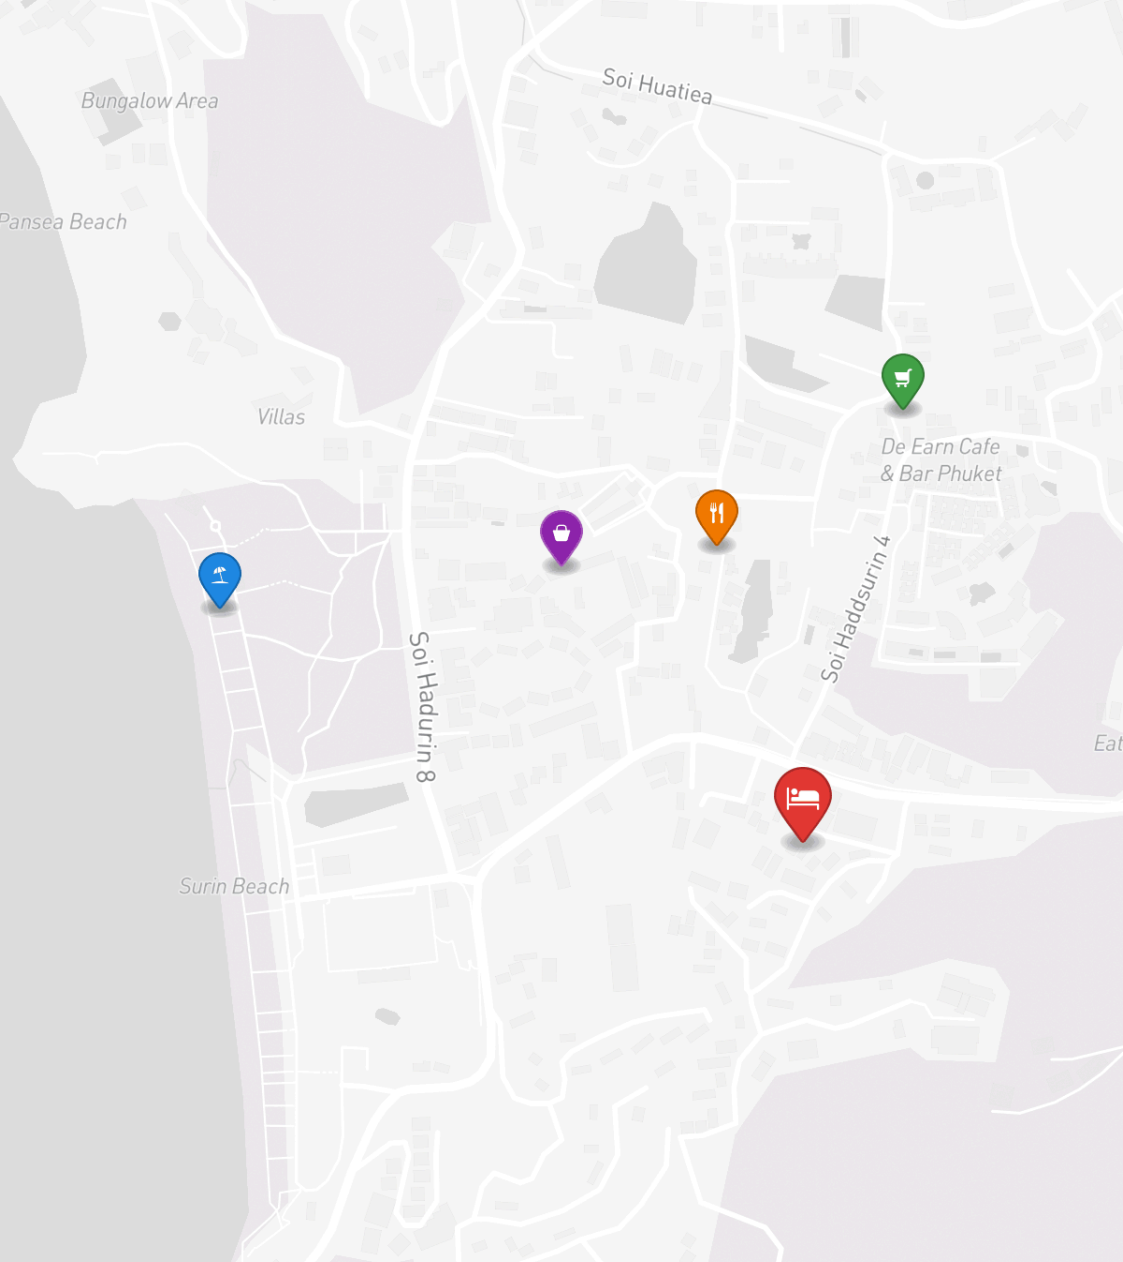 Soi Huatiea
Bungalow Area
Pansea Beach
Villas
De Earn Cafe
& Bar Phuket
Soi Haddsurin 4
Soi Hadurin 8
Eat
Surin Beach